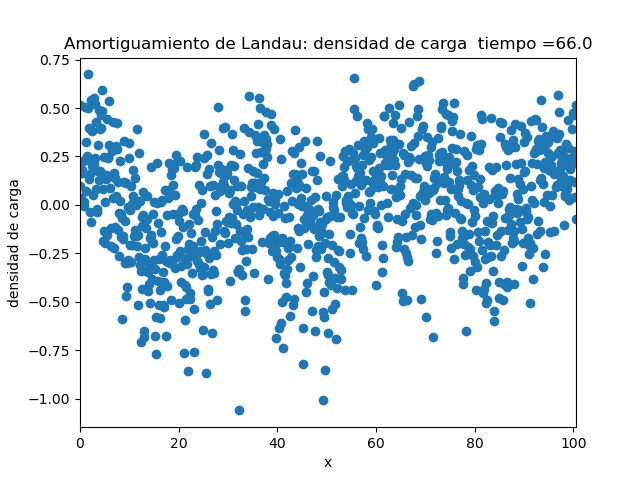 Amortiguamiento de Landau: densidad de carga  tiempo =66.0
0.75
0.50
0.25
0.00
−0.25
−0.50
−0.75
−1.00
densidad de carga
0 20 40 60 80 100
x